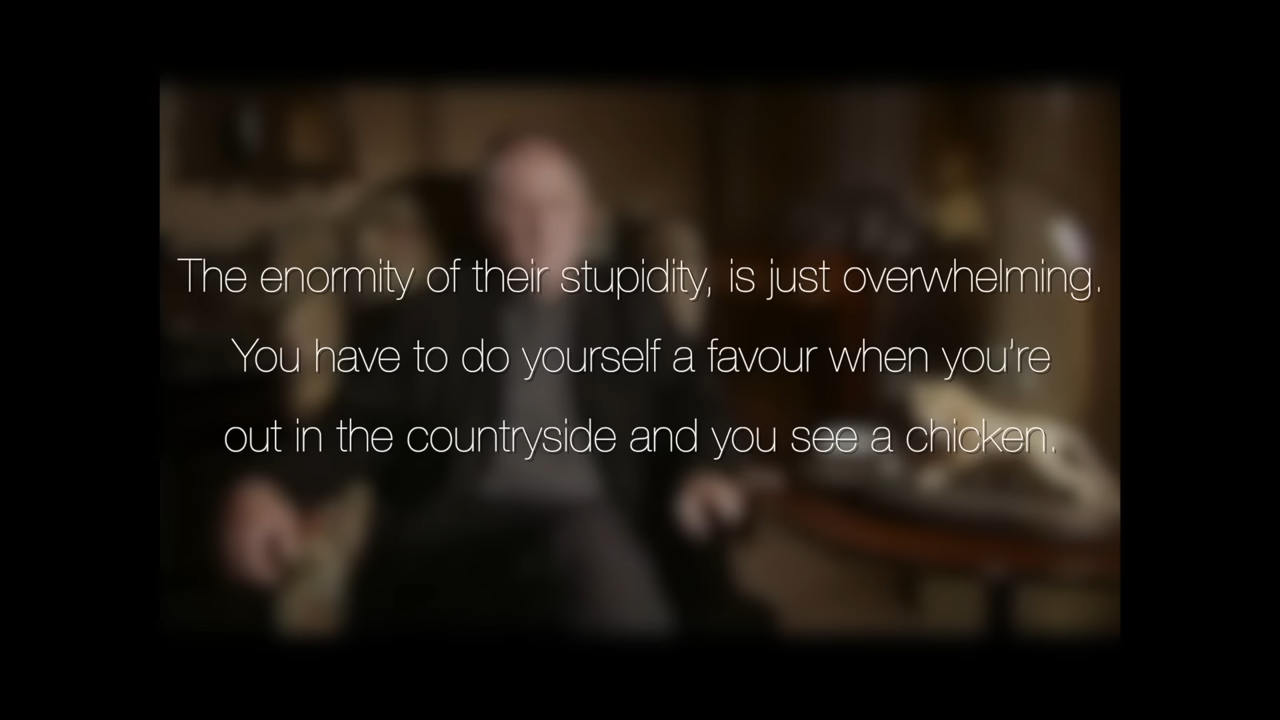 The enormity of their stupidity, is just overwhelming.
You have to do yourself a favour when you're
out in the countryside and you see a chicken.